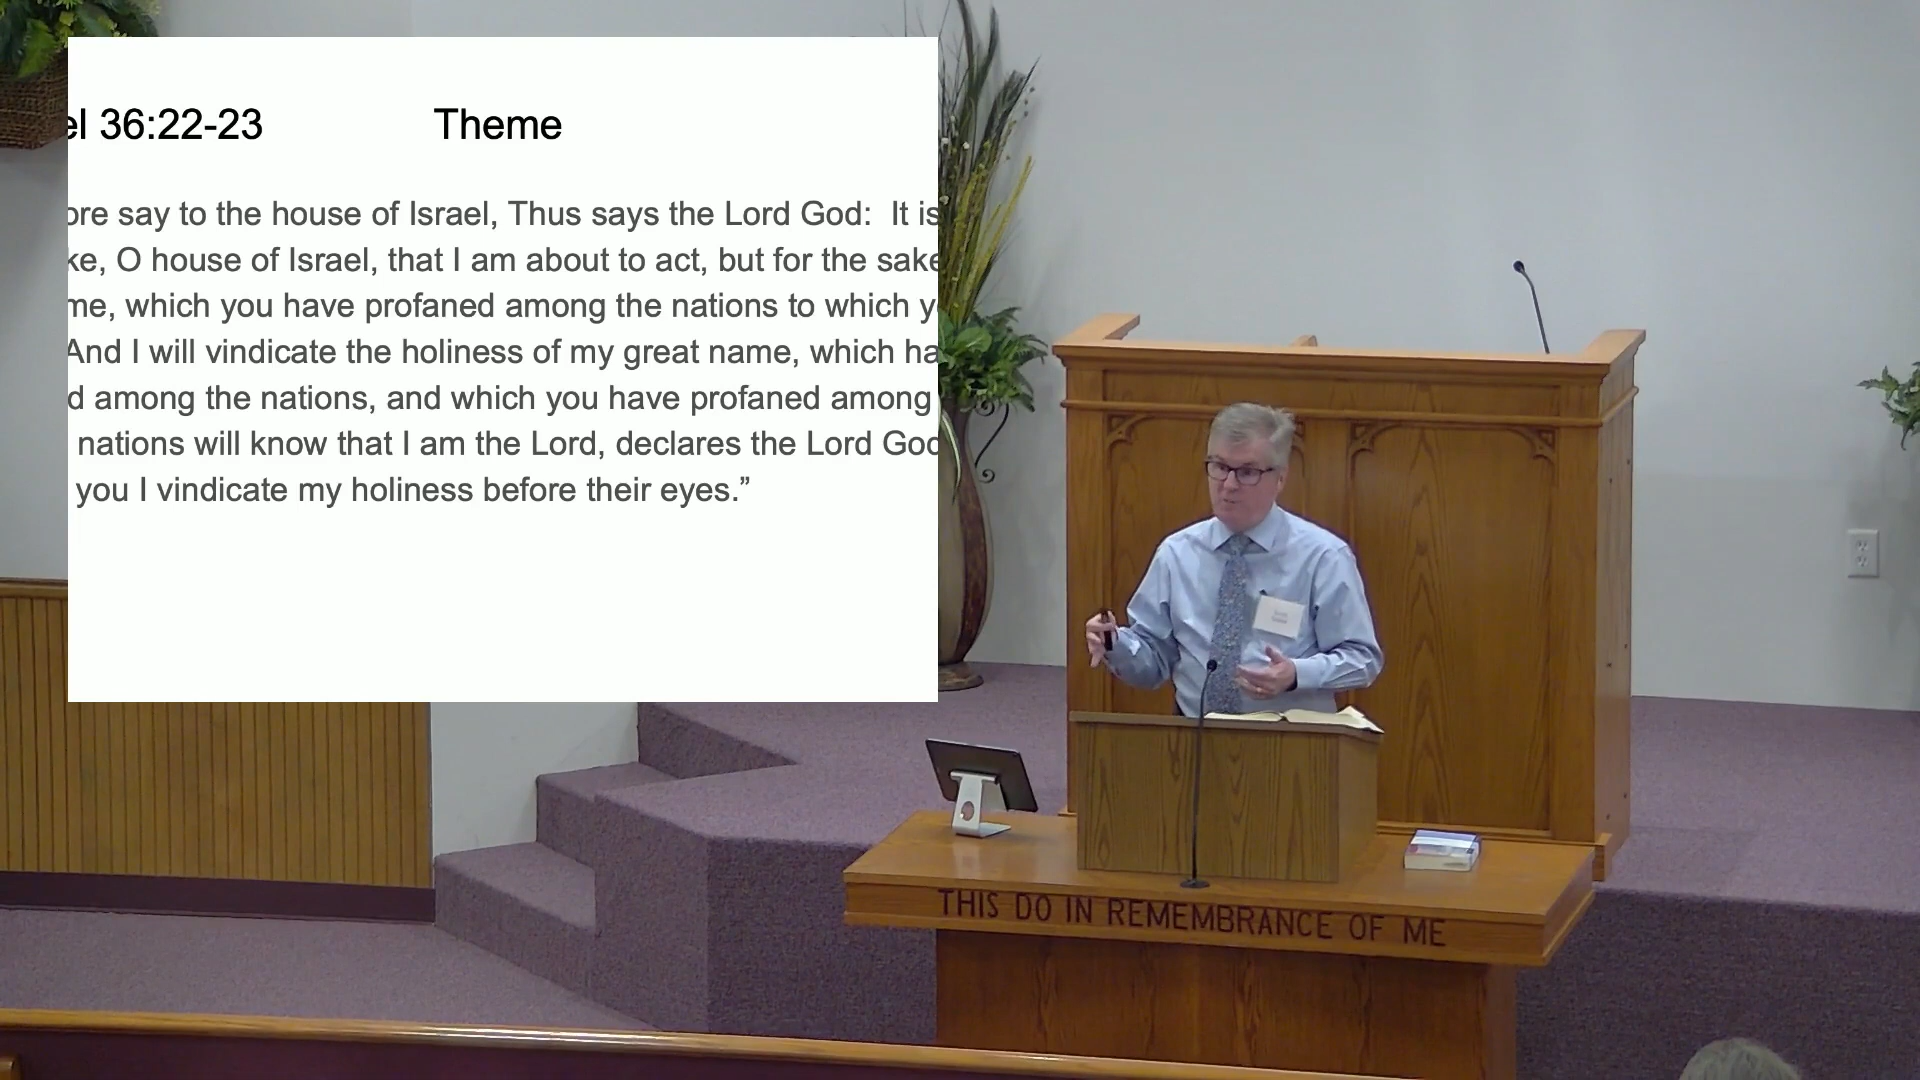 el 36:22-23 Theme
ore say to the house of Israel, Thus says the Lord God: It is
ke, O house of Israel, that I am about to act, but for the sake
me, which you have profaned among the nations to which y
And I will vindicate the holiness of my great name, which ha
d among the nations, and which you have profaned among
nations will know that I am the Lord, declares the Lord God
you I vindicate my holiness before their eyes.”
THIS DO IN REMEMBRANCE OF ME